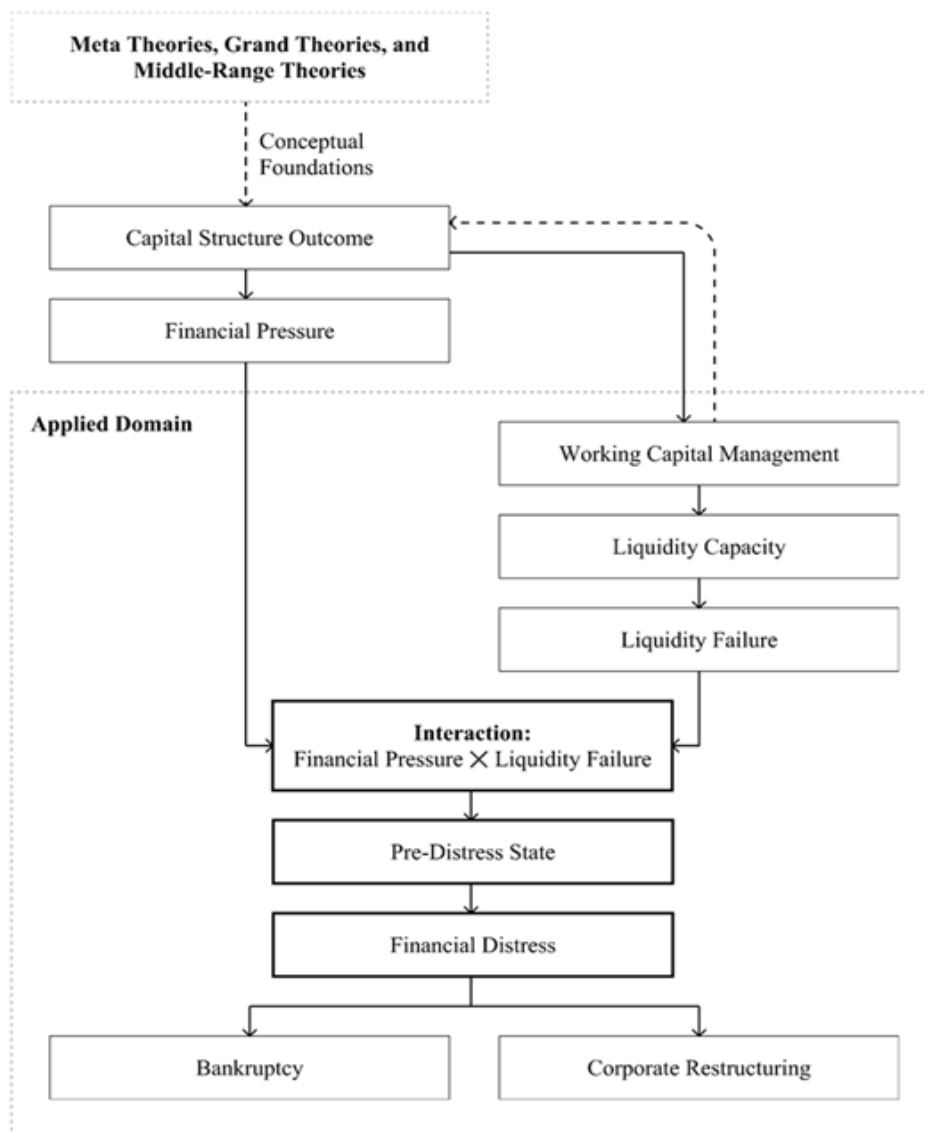 Meta Theories, Grand Theories, and
Middle-Range Theories
Conceptual
Foundations
Capital Structure Outcome
Financial Pressure
Applied Domain
Working Capital Management
Liquidity Capacity
Liquidity Failure
Interaction:
Financial Pressure ✕ Liquidity Failure
Pre-Distress State
Financial Distress
Bankruptcy
Corporate Restructuring